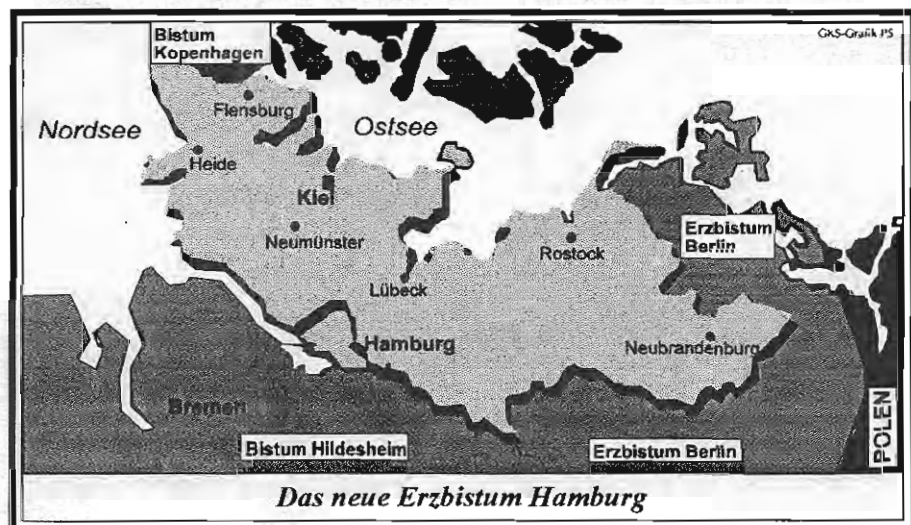 Bistum
Kopenhagen
GKS-Grafik PS
Flensburg
Nordsee
Ostsee
Heide
Kiel
Neumünster
Rostock
Erzbistum
Berlin
Lübeck
Hamburg
Neubrandenburg
Bremen
POLEN
Bistum Hildesheim
Erzbistum Berlin
Das neue Erzbistum Hamburg